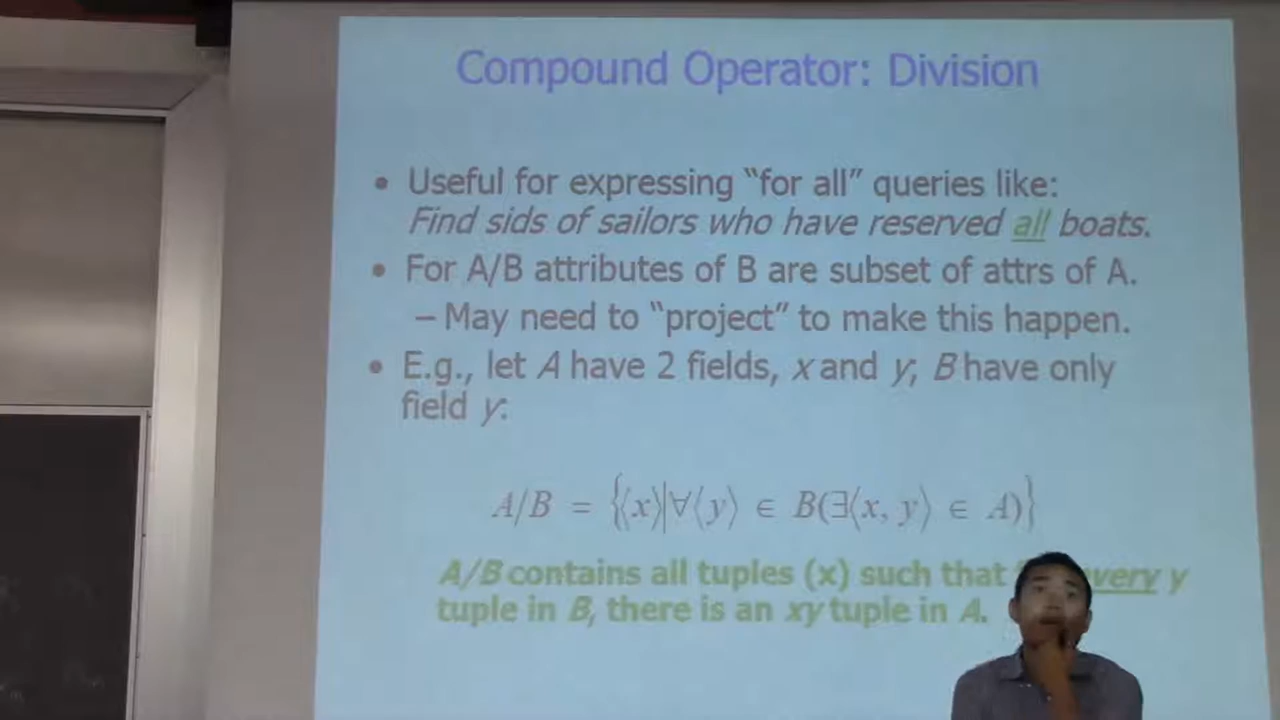 Compound Operator: Division
• Useful for expressing “for all” queries like:
Find sids of sailors who have reserved all boats.
• For A/B attributes of B are subset of attrs of A.
– May need to “project” to make this happen.
• E.g., let A have 2 fields, x and y; B have only
field y:
A/B = {⟨x⟩|∀⟨y⟩ ∈ B(∃⟨x, y⟩ ∈ A)}
A/B contains all tuples (x) such that y
tuple in B, there is an xy tuple in A.